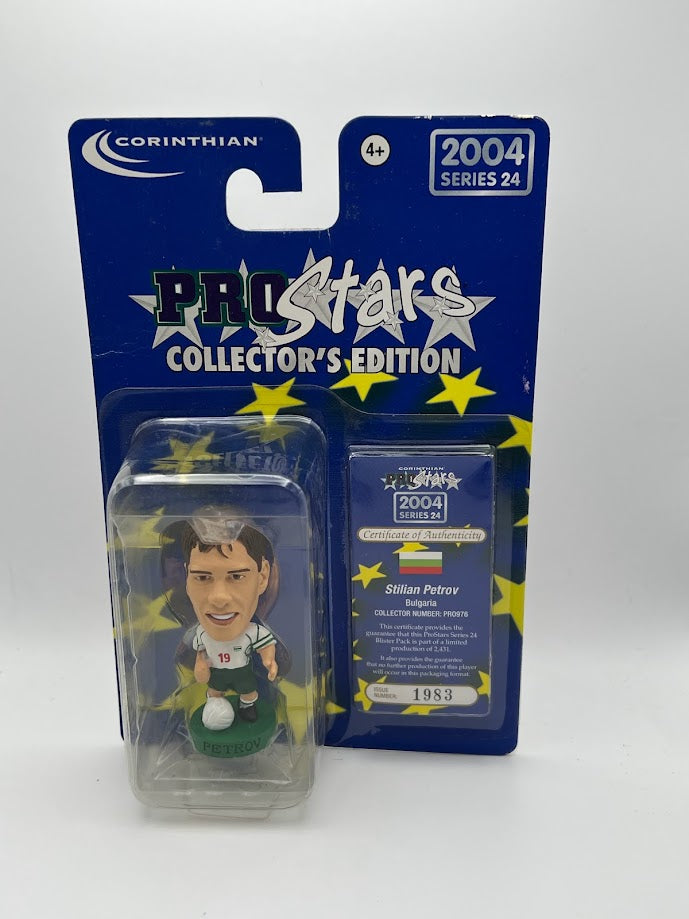 CORINTHIAN
4+
2004
SERIES 24
PROStars
COLLECTOR'S EDITION
CORINTHIAN
PROStars
2004
SERIES 24
Certificate of Authenticity
Stilian Petrov
Bulgaria
COLLECTOR NUMBER: PRO976
This certificate provides the
guarantee that this ProStars Series 24
Blister Pack is part of a limited
production of 2,431.
It also provides the guarantee
that no further production of this player
will occur in this packaging format.
ISSUE
NUMBER: 1983
19
PETROV